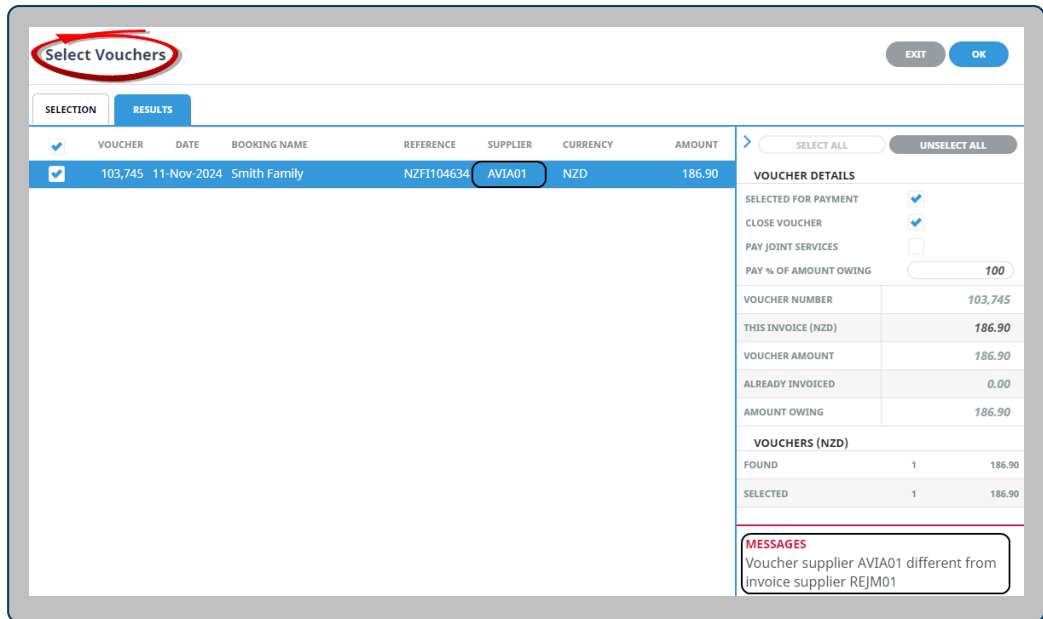 Select Vouchers
EXIT OK
SELECTION RESULTS
VOUCHER DATE BOOKING NAME REFERENCE SUPPLIER CURRENCY AMOUNT
103,745 11-Nov-2024 Smith Family NZFI104634 AVIA01 NZD 186.90
SELECT ALL UNSELECT ALL
VOUCHER DETAILS
SELECTED FOR PAYMENT
CLOSE VOUCHER
PAY JOINT SERVICES
PAY % OF AMOUNT OWING 100
VOUCHER NUMBER 103,745
THIS INVOICE (NZD) 186.90
VOUCHER AMOUNT 186.90
ALREADY INVOICED 0.00
AMOUNT OWING 186.90
VOUCHERS (NZD)
FOUND 1 186.90
SELECTED 1 186.90
MESSAGES
Voucher supplier AVIA01 different from
invoice supplier REJM01